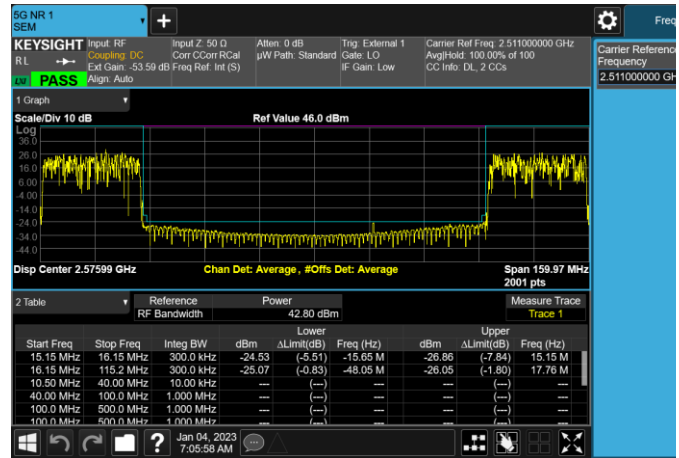 5G NR 1
SEM
Freq
KEYSIGHT Input: RF Input Z: 50 Ω Atten: 0 dB Trig: External 1 Carrier Ref Freq: 2.511000000 GHz
RL Coupling: DC Corr CCorr RCal µW Path: Standard Gate: LO Avg|Hold: 100.00% of 100
Ext Gain: -53.59 dB Freq Ref: Int (S) IF Gain: Low CC Info: DL, 2 CCs
LV PASS Align: Auto
Carrier Reference
Frequency
2.511000000 GH
1 Graph
Scale/Div 10 dB Ref Value 46.0 dBm
Log
36.0
26.0
16.0
6.00
-4.00
-14.0
-24.0
-34.0
-44.0
Disp Center 2.57599 GHz Chan Det: Average, #Offs Det: Average Span 159.97 MHz
2001 pts
2 Table Reference Power Measure Trace
RF Bandwidth 42.80 dBm Trace 1
Lower Upper
Start Freq Stop Freq Integ BW dBm ΔLimit(dB) Freq (Hz) dBm ΔLimit(dB) Freq (Hz)
15.15 MHz 16.15 MHz 300.0 kHz -24.53 (-5.51) -15.65 M -26.86 (-7.84) 15.15 M
16.15 MHz 115.2 MHz 300.0 kHz -25.07 (-0.83) -48.05 M -26.05 (-1.80) 17.76 M
10.50 MHz 40.00 MHz 10.00 kHz --- (---) --- --- (---) ---
40.00 MHz 100.0 MHz 1.000 MHz --- (---) --- --- (---) ---
100.0 MHz 500.0 MHz 1.000 MHz --- (---) --- --- (---) ---
100.0 MHz 500.0 MHz 1.000 MHz --- (---) --- --- (---) ---
? Jan 04, 2023
7:05:58 AM